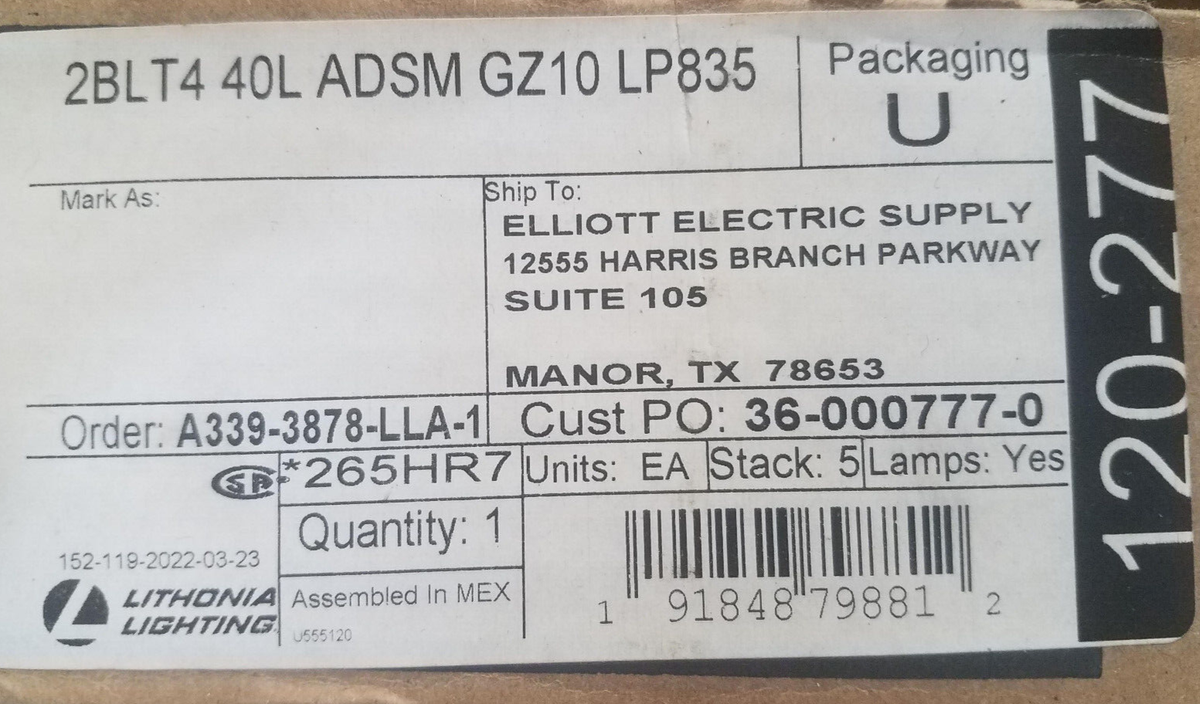 2BLT4 40L ADSM GZ10 LP835
Packaging
U
120-277
Mark As:
Ship To:
ELLIOTT ELECTRIC SUPPLY
12555 HARRIS BRANCH PARKWAY
SUITE 105
MANOR, TX 78653
Order: A339-3878-LLA-1
Cust PO: 36-000777-0
SA
*265HR7
Units: EA
Stack: 5
Lamps: Yes
Quantity: 1
152-119-2022-03-23
LITHONIA
LIGHTING
Assembled In MEX
U555120
1 91848 79881 2